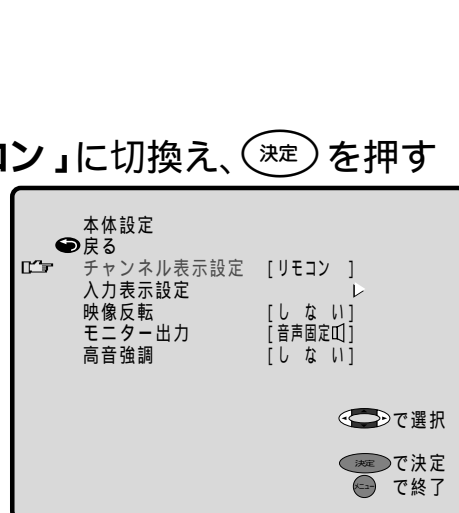 コン」に切換え、決定を押す
本体設定
戻る
チャンネル表示設定 [リモコン ]
入力表示設定
映像反転 [し な い]
モニター出力 [音声固定]
高音強調 [し な い]
で選択
決定 で決定
メニュー で終了